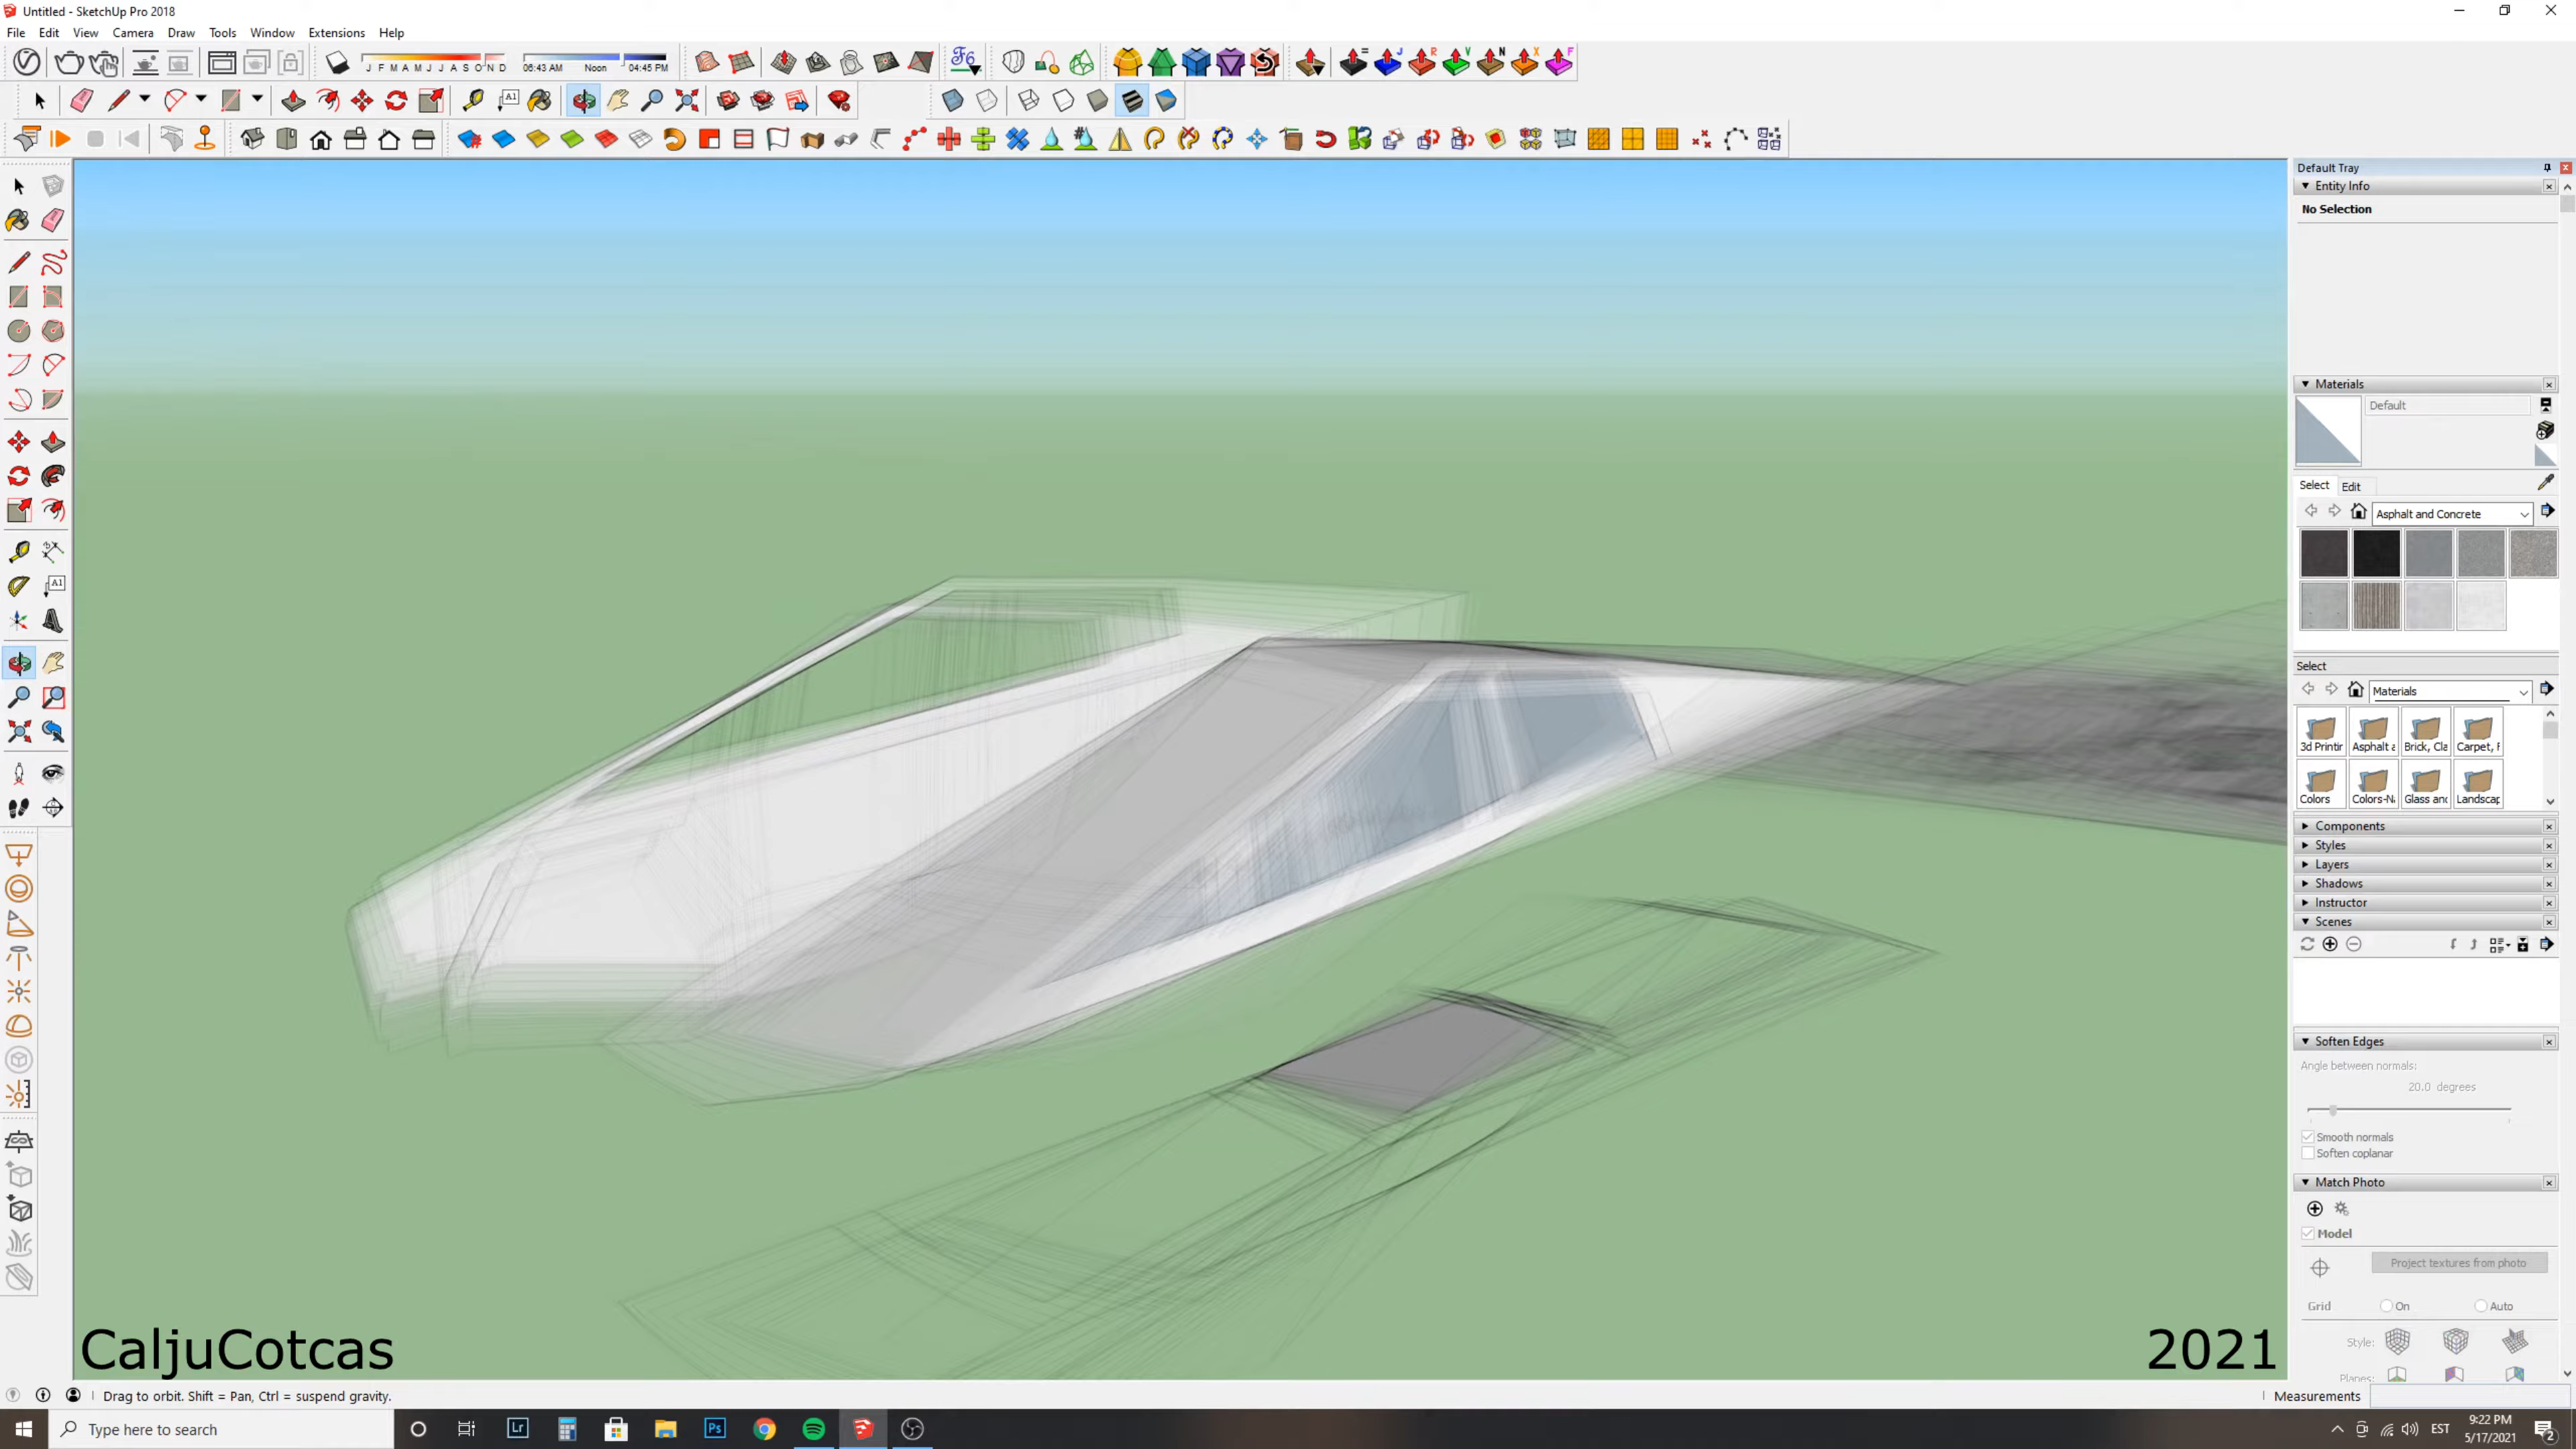 Untitled - SketchUp Pro 2018
File Edit View Camera Draw Tools Window Extensions Help
J F M A M J J A S O N D 06:43 AM Noon 04:45 PM
Default Tray
Entity Info
No Selection
Materials
Default
Select Edit
Asphalt and Concrete
Select
Materials
3d Printir Asphalt a Brick, Cla Carpet, F
Colors Colors-Na Glass and Landscap
Components
Styles
Layers
Shadows
Instructor
Scenes
Soften Edges
Angle between normals:
20.0 degrees
Smooth normals
Soften coplanar
Match Photo
Model
Project textures from photo
Grid On Auto
Style:
Planes:
CaljuCotcas
2021
Drag to orbit. Shift = Pan, Ctrl = suspend gravity.
Measurements
Type here to search
Lr
Ps
EST
9:22 PM
5/17/2021
2